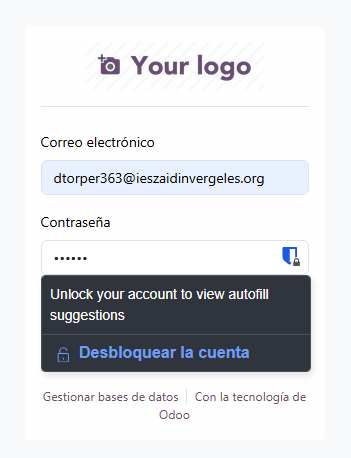 Your logo
Correo electrónico
dtorper363@ieszaidinvergeles.org
Contraseña
••••••
Unlock your account to view autofill
suggestions
Desbloquear la cuenta
Gestionar bases de datos | Con la tecnología de
Odoo